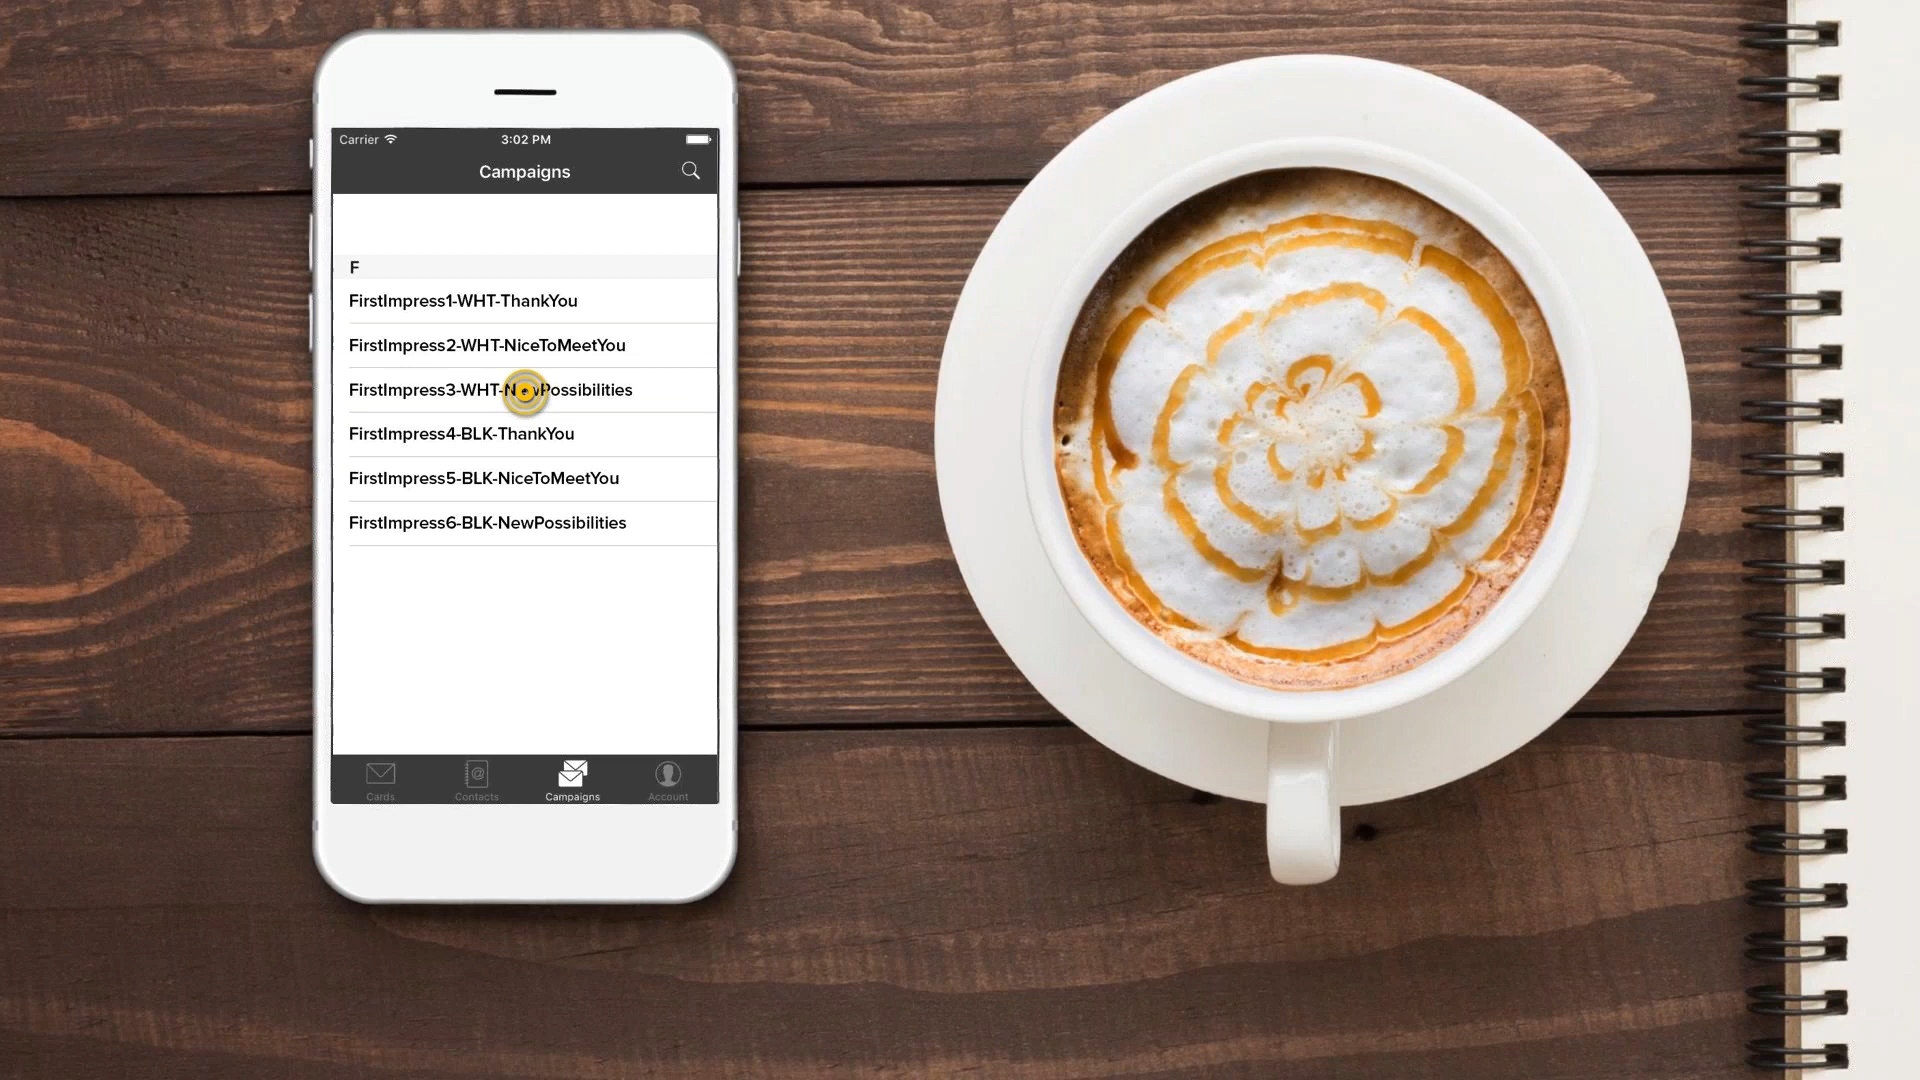 Carrier 3:02 PM
Campaigns
F
FirstImpress1-WHT-ThankYou
FirstImpress2-WHT-NiceToMeetYou
FirstImpress3-WHT-NewPossibilities
FirstImpress4-BLK-ThankYou
FirstImpress5-BLK-NiceToMeetYou
FirstImpress6-BLK-NewPossibilities
Cards Contacts Campaigns Account